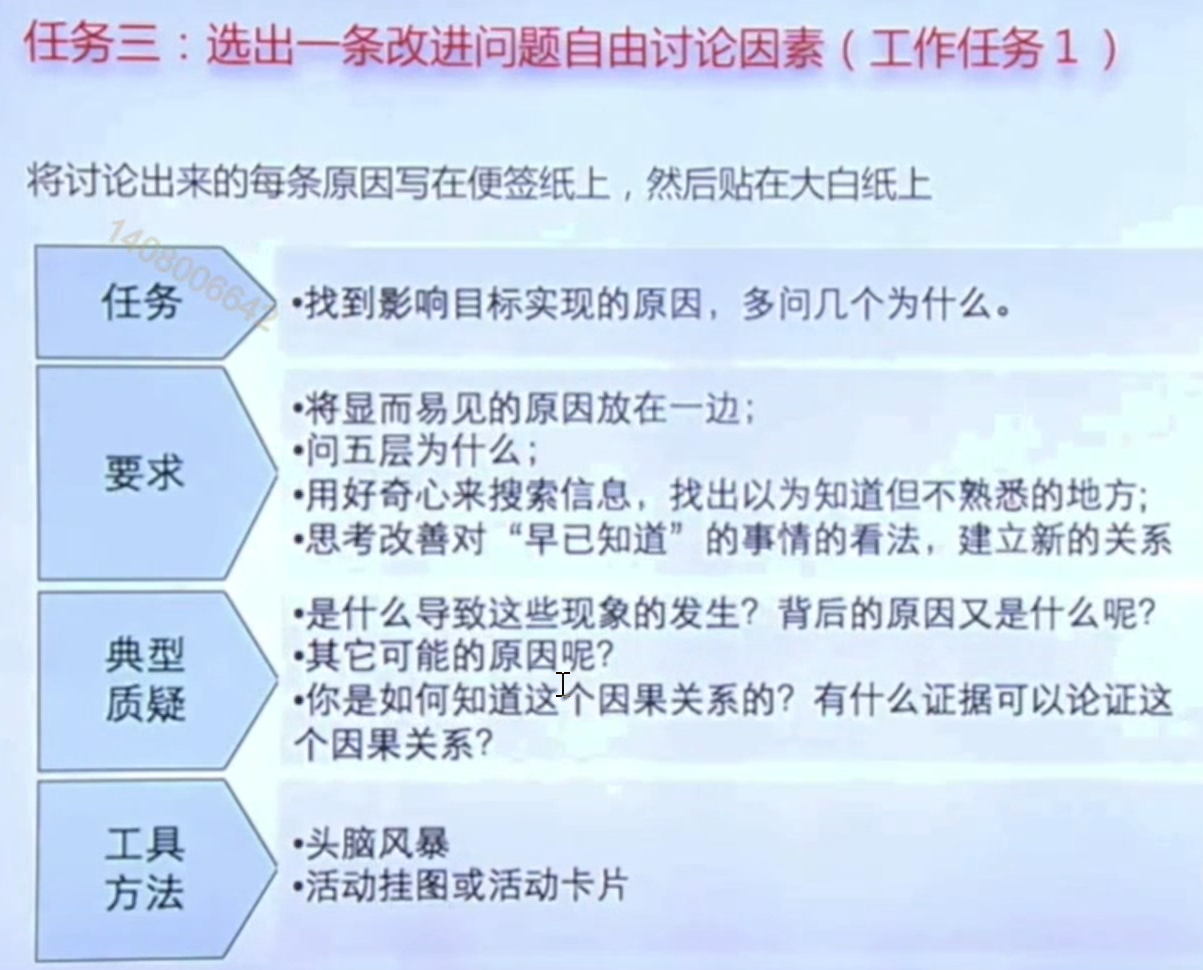 任务三：选出一条改进问题自由讨论因素（工作任务1）
将讨论出来的每条原因写在便签纸上，然后贴在大白纸上
1408006642
任务
•找到影响目标实现的原因，多问几个为什么。
要求
•将显而易见的原因放在一边；
•问五层为什么；
•用好奇心来搜索信息，找出以为知道但不熟悉的地方；
•思考改善对“早已知道”的事情的看法，建立新的关系
典型
质疑
•是什么导致这些现象的发生？背后的原因又是什么呢？
•其它可能的原因呢？
•你是如何知道这个因果关系的？有什么证据可以论证这
个因果关系？
工具
方法
•头脑风暴
•活动挂图或活动卡片